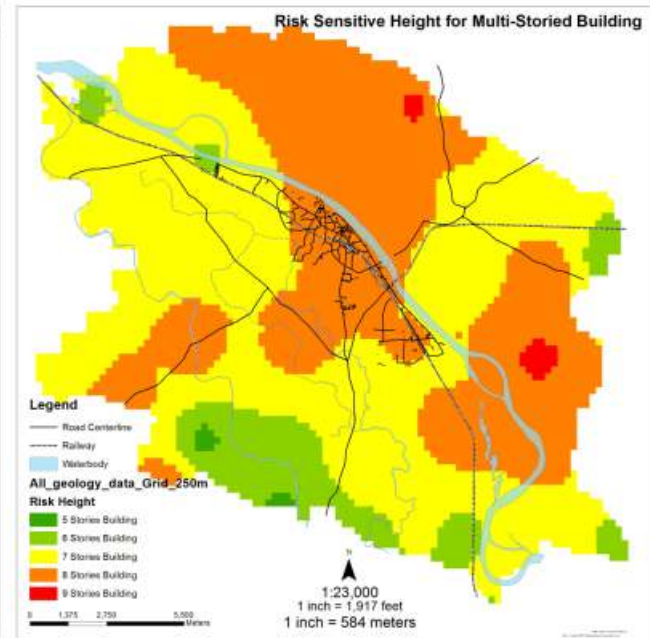 Risk Sensitive Height for Multi-Storied Building
Legend
Road Centerline
Railway
Waterbody
All_geology_data_Grid_250m
Risk Height
5 Stories Building
6 Stories Building
7 Stories Building
8 Stories Building
9 Stories Building
0 1,375 2,750 5,500
Meters
N
1:23,000
1 inch = 1,917 feet
1 inch = 584 meters